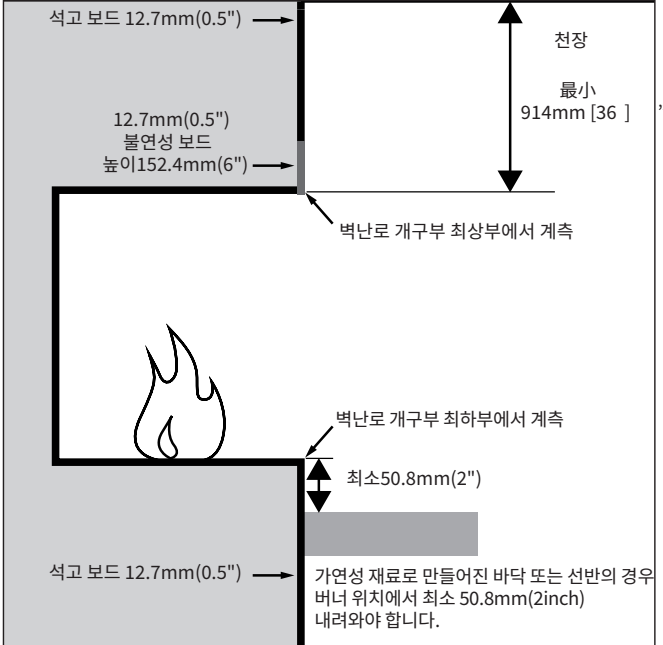 석고 보드 12.7mm(0.5")
천장
最小
914mm [36 ]
,
12.7mm(0.5")
불연성 보드
높이152.4mm(6")
벽난로 개구부 최상부에서 계측
벽난로 개구부 최하부에서 계측
최소50.8mm(2")
석고 보드 12.7mm(0.5")
가연성 재료로 만들어진 바닥 또는 선반의 경우
버너 위치에서 최소 50.8mm(2inch)
내려와야 합니다.